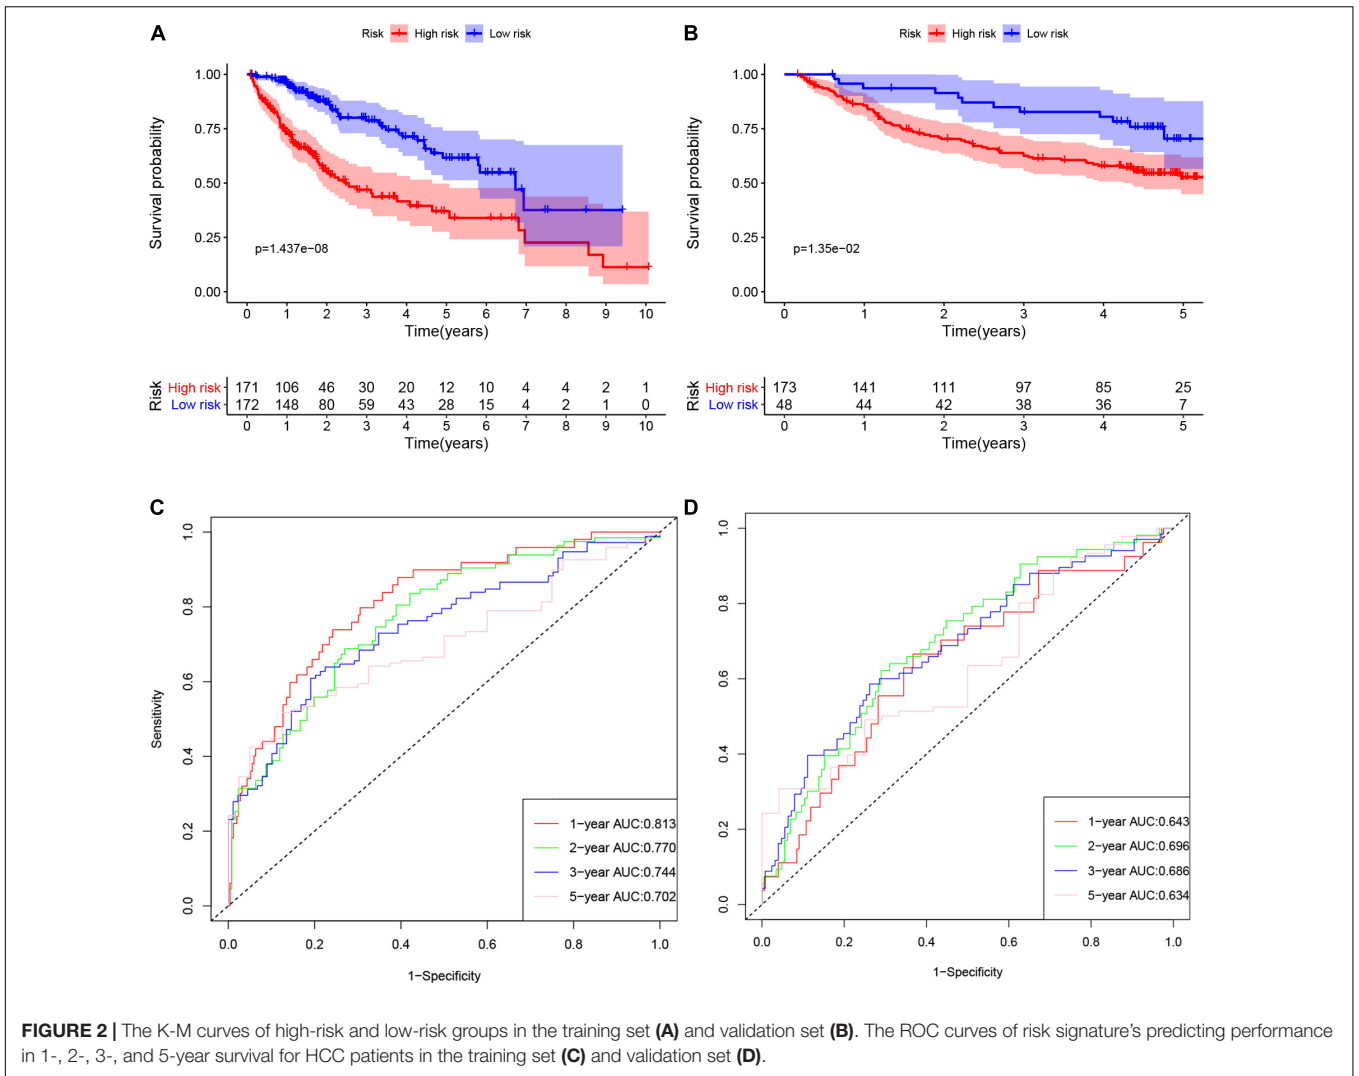 A
Risk High risk Low risk
1.00
0.75
0.50
0.25
0.00
Survival probability
p=1.437e−08
0 1 2 3 4 5 6 7 8 9 10
Time(years)
Risk
High risk 171 106 46 30 20 12 10 4 4 2 1
Low risk 172 148 80 59 43 28 15 4 2 1 0
0 1 2 3 4 5 6 7 8 9 10
Time(years)
B
Risk High risk Low risk
1.00
0.75
0.50
0.25
0.00
Survival probability
p=1.35e−02
0 1 2 3 4 5
Time(years)
Risk
High risk 173 141 111 97 85 25
Low risk 48 44 42 38 36 7
0 1 2 3 4 5
Time(years)
C
1.0
0.8
0.6
0.4
0.2
0.0
Sensitivity
1−year AUC:0.813
2−year AUC:0.770
3−year AUC:0.744
5−year AUC:0.702
0.0 0.2 0.4 0.6 0.8 1.0
1−Specificity
D
1.0
0.8
0.6
0.4
0.2
0.0
1−year AUC:0.643
2−year AUC:0.696
3−year AUC:0.686
5−year AUC:0.634
0.0 0.2 0.4 0.6 0.8 1.0
1−Specificity
FIGURE 2 | The K-M curves of high-risk and low-risk groups in the training set (A) and validation set (B). The ROC curves of risk signature's predicting performance
in 1-, 2-, 3-, and 5-year survival for HCC patients in the training set (C) and validation set (D).